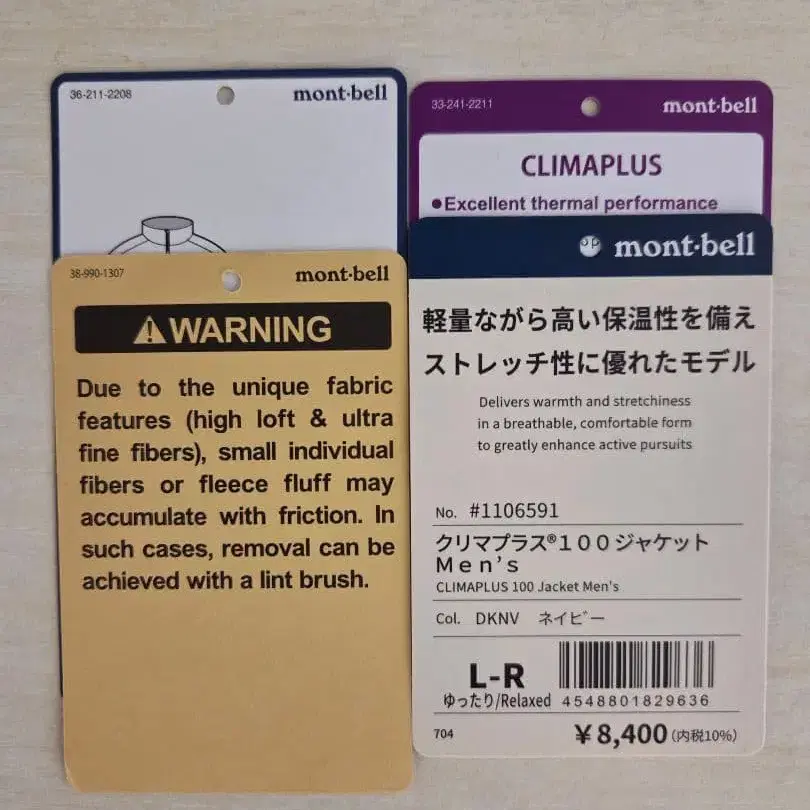 36-211-2208
mont·bell
38-990-1307
mont·bell
⚠WARNING
Due to the unique fabric
features (high loft & ultra
fine fibers), small individual
fibers or fleece fluff may
accumulate with friction. In
such cases, removal can be
achieved with a lint brush.
33-241-2211
mont·bell
CLIMAPLUS
●Excellent thermal performance
mont·bell
軽量ながら高い保温性を備え
ストレッチ性に優れたモデル
Delivers warmth and stretchiness
in a breathable, comfortable form
to greatly enhance active pursuits
No. #1106591
クリマプラス®１００ジャケット
Ｍｅｎ’ｓ
CLIMAPLUS 100 Jacket Men's
Col. DKNV ネイビー
L-R
ゆったり/Relaxed
4548801829636
704
¥8,400(内税10%)